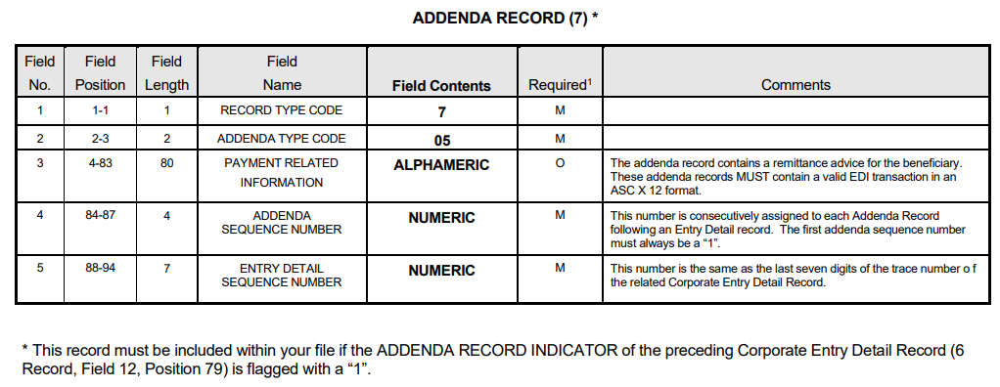 ADDENDA RECORD (7) *
Field No. Field Position Field Length Field Name Field Contents Required1 Comments
1 1-1 1 RECORD TYPE CODE 7 M
2 2-3 2 ADDENDA TYPE CODE 05 M
3 4-83 80 PAYMENT RELATED INFORMATION ALPHAMERIC O The addenda record contains a remittance advice for the beneficiary.
These addenda records MUST contain a valid EDI transaction in an
ASC X 12 format.
4 84-87 4 ADDENDA SEQUENCE NUMBER NUMERIC M This number is consecutively assigned to each Addenda Record
following an Entry Detail record. The first addenda sequence number
must always be a “1”.
5 88-94 7 ENTRY DETAIL SEQUENCE NUMBER NUMERIC M This number is the same as the last seven digits of the trace number o f
the related Corporate Entry Detail Record.
* This record must be included within your file if the ADDENDA RECORD INDICATOR of the preceding Corporate Entry Detail Record (6
Record, Field 12, Position 79) is flagged with a “1”.